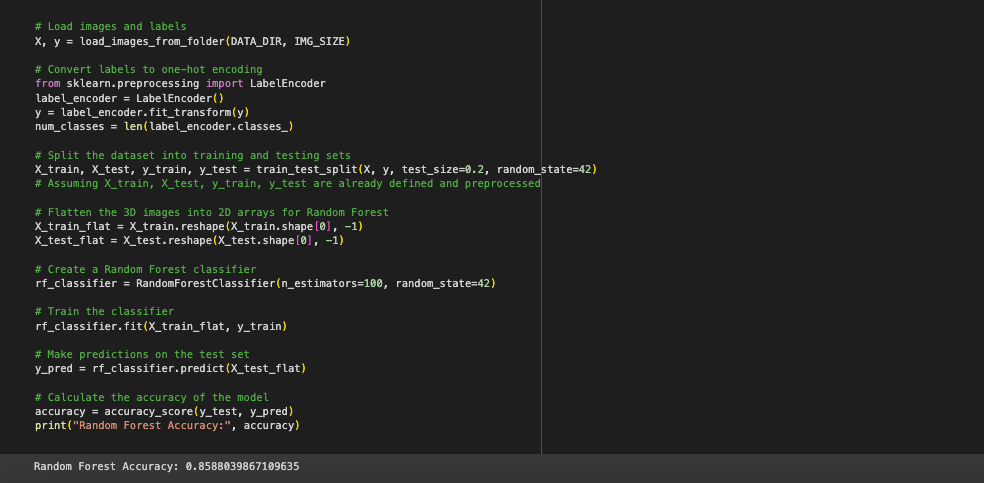 # Load images and labels
X, y = load_images_from_folder(DATA_DIR, IMG_SIZE)
# Convert labels to one-hot encoding
from sklearn.preprocessing import LabelEncoder
label_encoder = LabelEncoder()
y = label_encoder.fit_transform(y)
num_classes = len(label_encoder.classes_)
# Split the dataset into training and testing sets
X_train, X_test, y_train, y_test = train_test_split(X, y, test_size=0.2, random_state=42)
# Assuming X_train, X_test, y_train, y_test are already defined and preprocessed
# Flatten the 3D images into 2D arrays for Random Forest
X_train_flat = X_train.reshape(X_train.shape[0], -1)
X_test_flat = X_test.reshape(X_test.shape[0], -1)
# Create a Random Forest classifier
rf_classifier = RandomForestClassifier(n_estimators=100, random_state=42)
# Train the classifier
rf_classifier.fit(X_train_flat, y_train)
# Make predictions on the test set
y_pred = rf_classifier.predict(X_test_flat)
# Calculate the accuracy of the model
accuracy = accuracy_score(y_test, y_pred)
print("Random Forest Accuracy:", accuracy)
Random Forest Accuracy: 0.8588039867109635